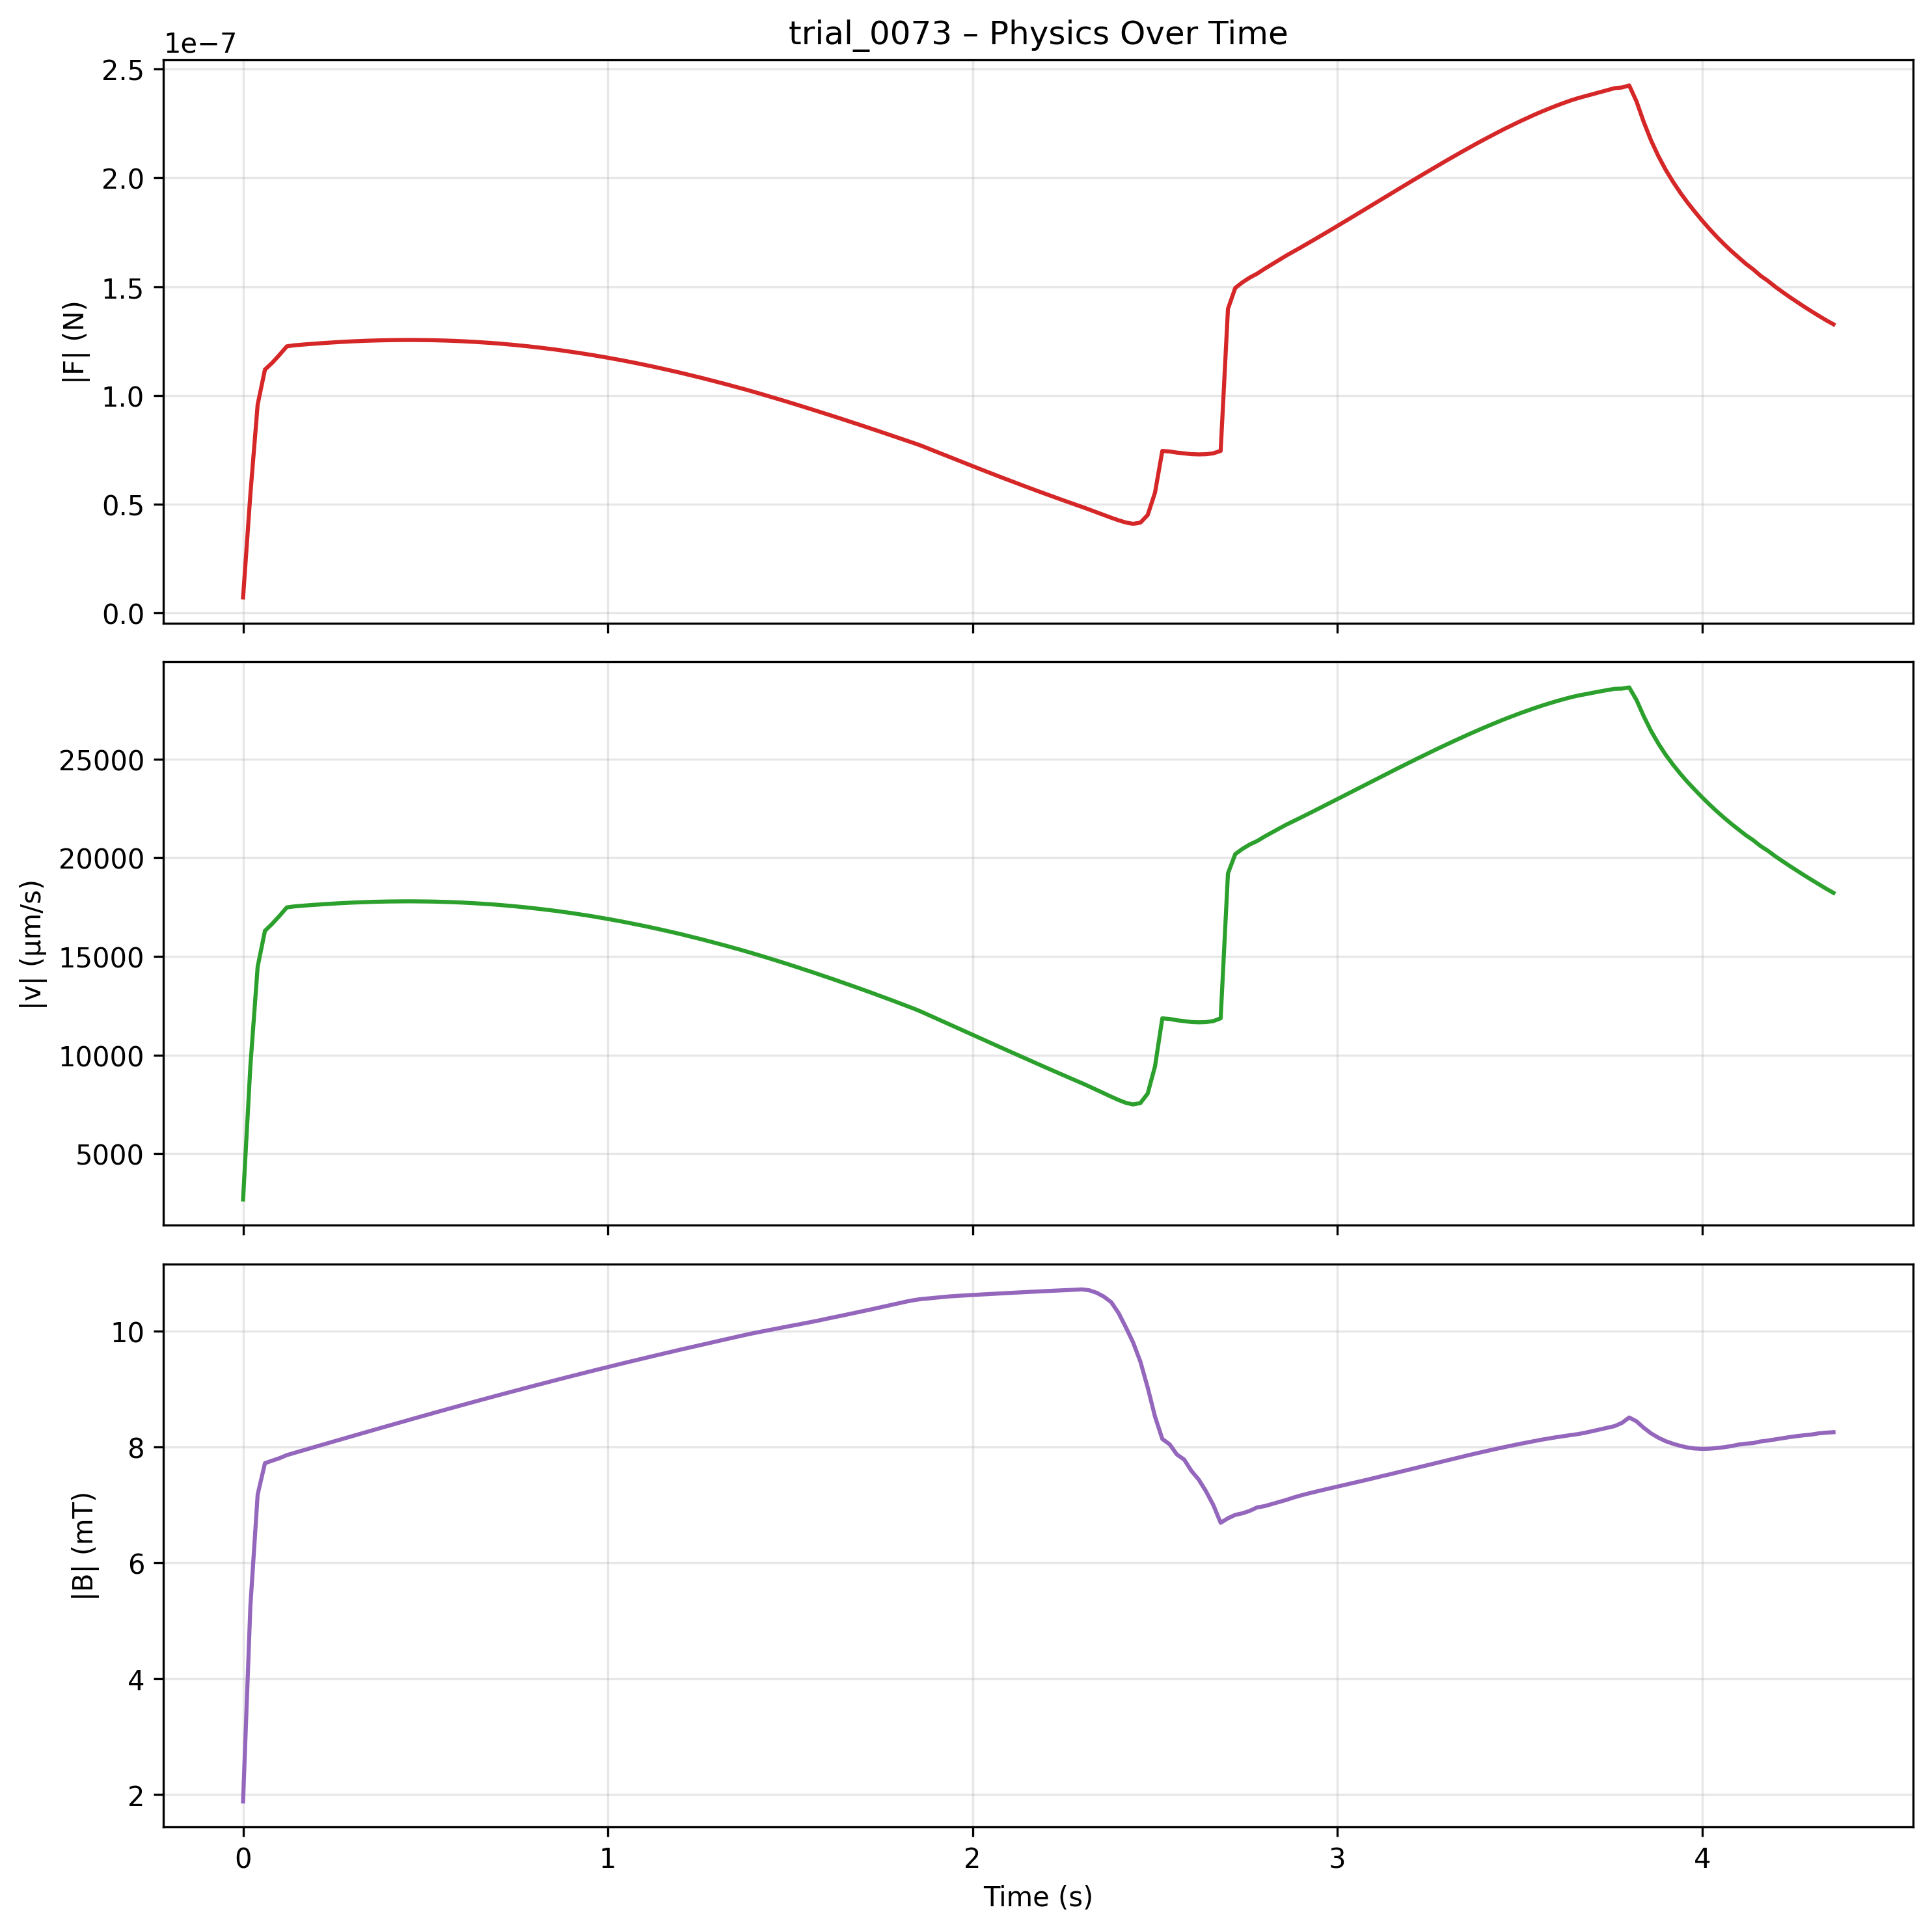 trial_0073 – Physics Over Time
1e−7
2.5
2.0
1.5
1.0
0.5
0.0
|F| (N)
25000
20000
15000
10000
5000
|v| (μm/s)
10
8
6
4
2
|B| (mT)
0 1 2 3 4
Time (s)